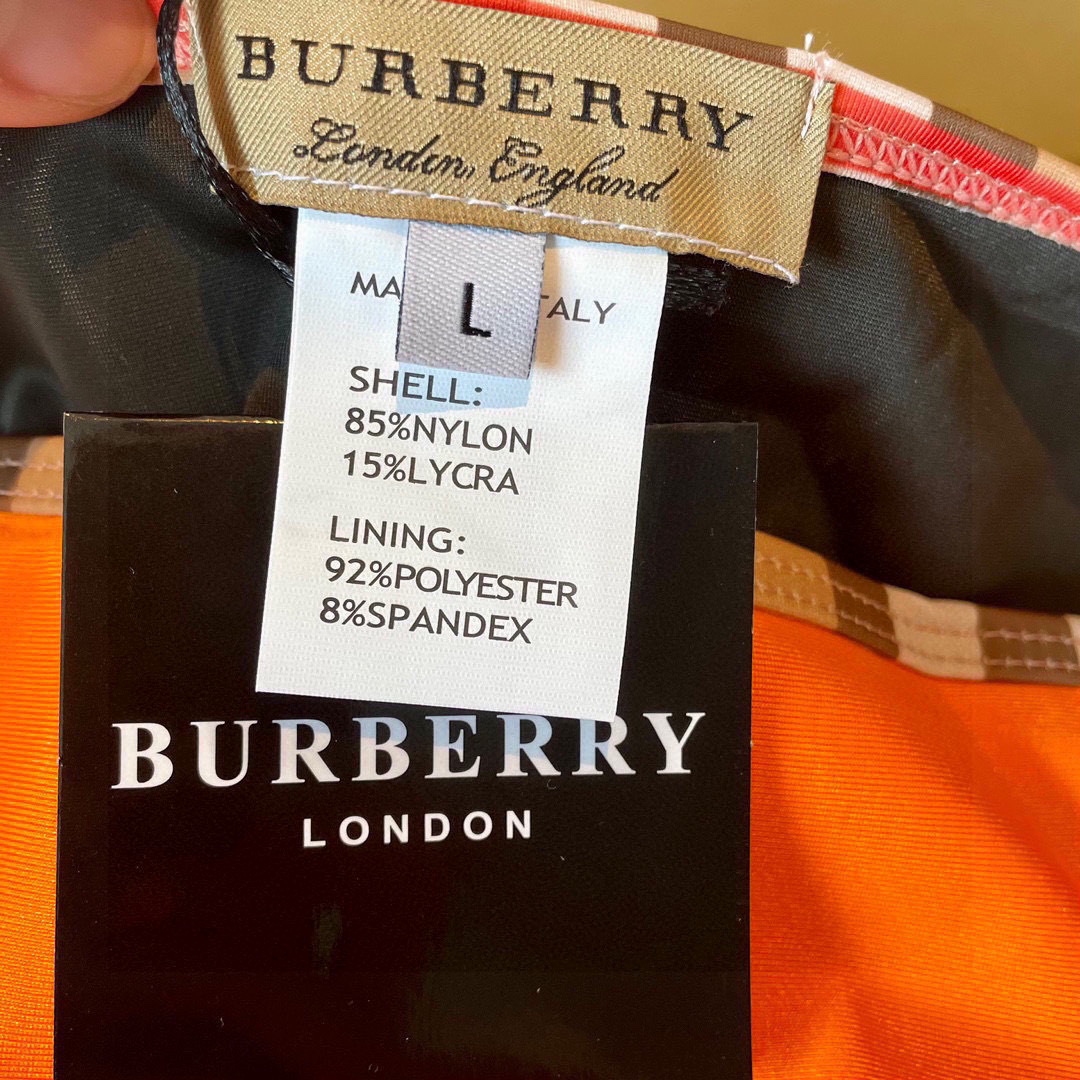 BURBERRY
London, England
L
MA ALY
SHELL:
85%NYLON
15%LYCRA
LINING:
92%POLYESTER
8%SPANDEX
BURBERRY
LONDON